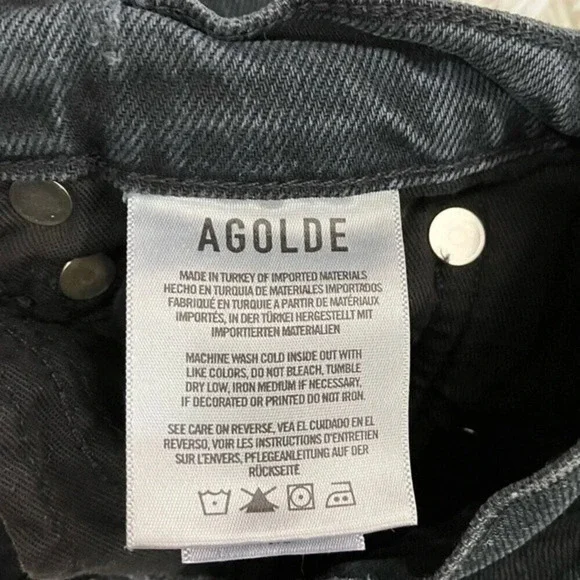 AGOLDE
MADE IN TURKEY OF IMPORTED MATERIALS
HECHO EN TURQUIA DE MATERIALES IMPORTADOS
FABRIQUÉ EN TURQUIE A PARTIR DE MATÉRIAUX
IMPORTÉS, IN DER TÜRKEI HERGESTELLT MIT
IMPORTIERTEN MATERIALIEN
MACHINE WASH COLD INSIDE OUT WITH
LIKE COLORS, DO NOT BLEACH, TUMBLE
DRY LOW, IRON MEDIUM IF NECESSARY.
IF DECORATED OR PRINTED DO NOT IRON.
SEE CARE ON REVERSE, VEA EL CUIDADO EN EL
REVERSO, VOIR LES INSTRUCTIONS D'ENTRETIEN
SUR L'ENVERS, PFLEGEANLEITUNG AUF DER
RÜCKSEITE